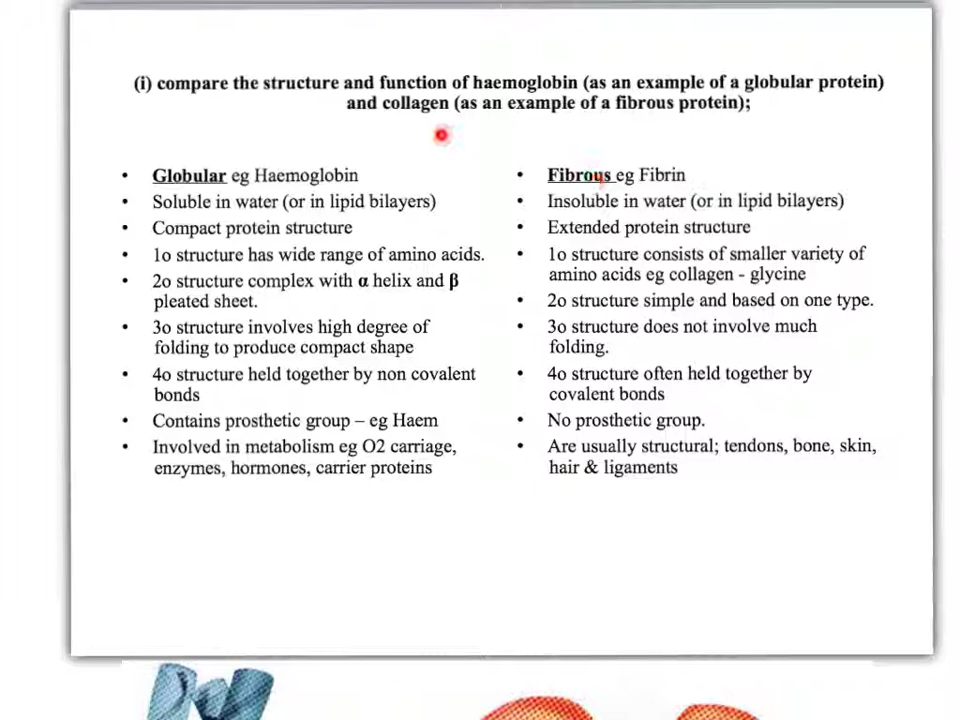 (i) compare the structure and function of haemoglobin (as an example of a globular protein)
and collagen (as an example of a fibrous protein);
• Globular eg Haemoglobin
• Soluble in water (or in lipid bilayers)
• Compact protein structure
• 1o structure has wide range of amino acids.
• 2o structure complex with α helix and β
pleated sheet.
• 3o structure involves high degree of
folding to produce compact shape
• 4o structure held together by non covalent
bonds
• Contains prosthetic group – eg Haem
• Involved in metabolism eg O2 carriage,
enzymes, hormones, carrier proteins
• Fibrous eg Fibrin
• Insoluble in water (or in lipid bilayers)
• Extended protein structure
• 1o structure consists of smaller variety of
amino acids eg collagen - glycine
• 2o structure simple and based on one type.
• 3o structure does not involve much
folding.
• 4o structure often held together by
covalent bonds
• No prosthetic group.
• Are usually structural; tendons, bone, skin,
hair & ligaments